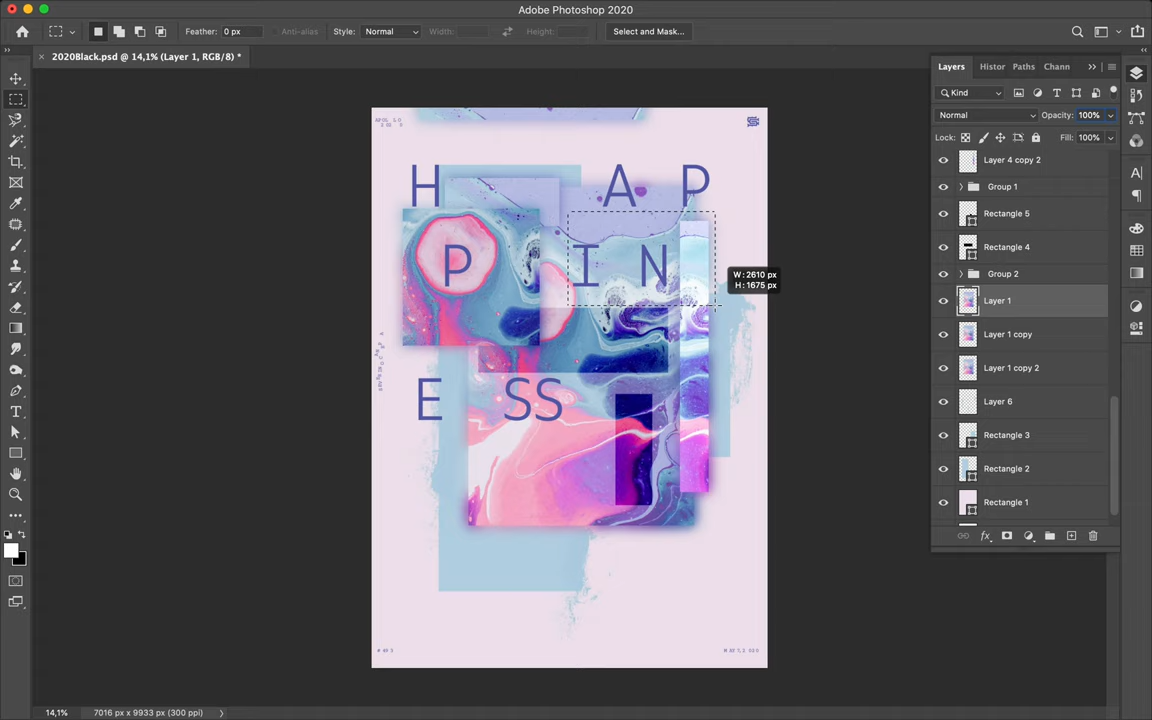 Adobe Photoshop 2020
Feather: 0 px
Anti-alias
Style: Normal
Width:
Height:
Select and Mask...
2020Black.psd @ 14,1% (Layer 1, RGB/8) *
Layers Histor Paths Chann
Kind
Normal
Opacity: 100%
Lock:
Fill: 100%
Layer 4 copy 2
Group 1
Rectangle 5
Rectangle 4
Group 2
Layer 1
Layer 1 copy
Layer 1 copy 2
Layer 6
Rectangle 3
Rectangle 2
Rectangle 1
H A P
P I N
E SS
W: 2610 px
H: 1675 px
14,1%
7016 px x 9933 px (300 ppi)